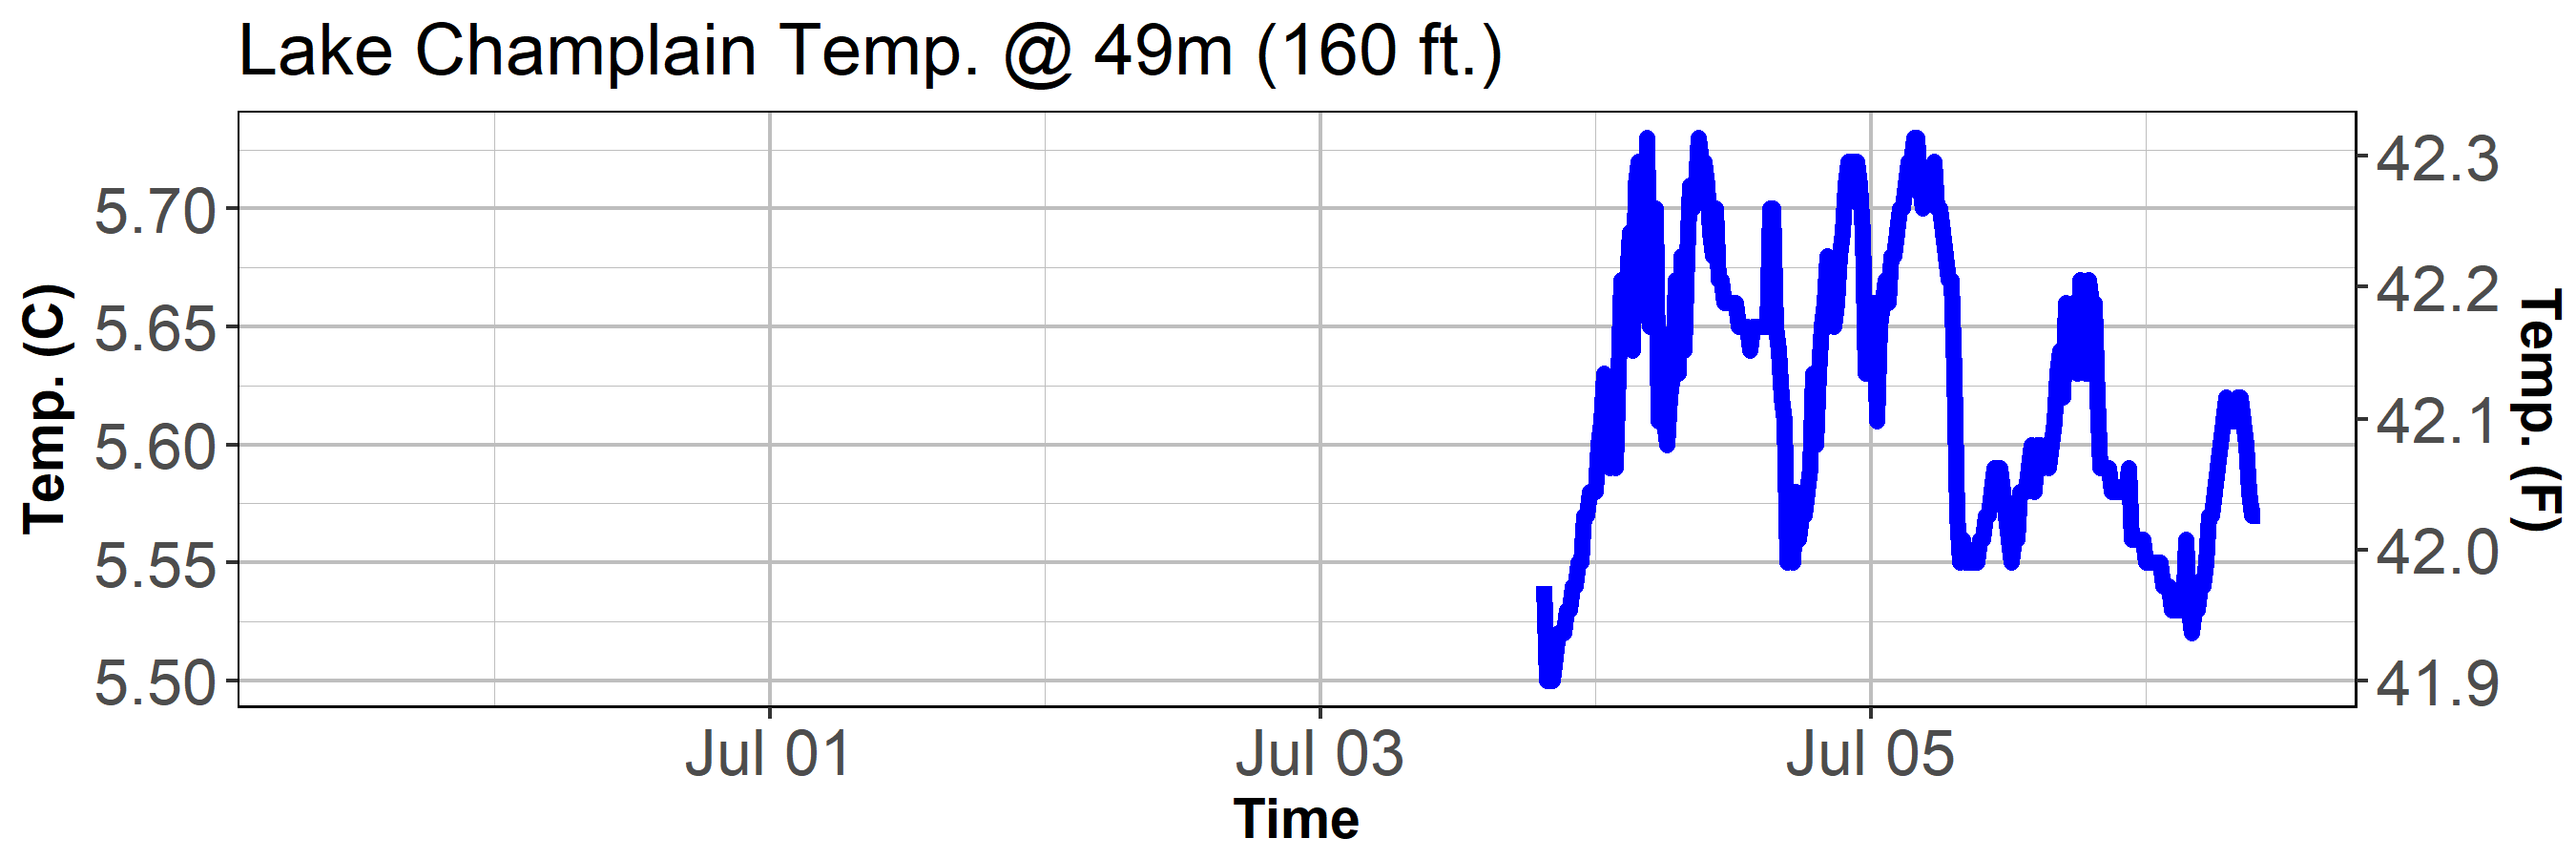 Lake Champlain Temp. @ 49m (160 ft.)
Temp. (C)
5.70
5.65
5.60
5.55
5.50
42.3
42.2
42.1
42.0
41.9
Temp. (F)
Jul 01
Jul 03
Jul 05
Time